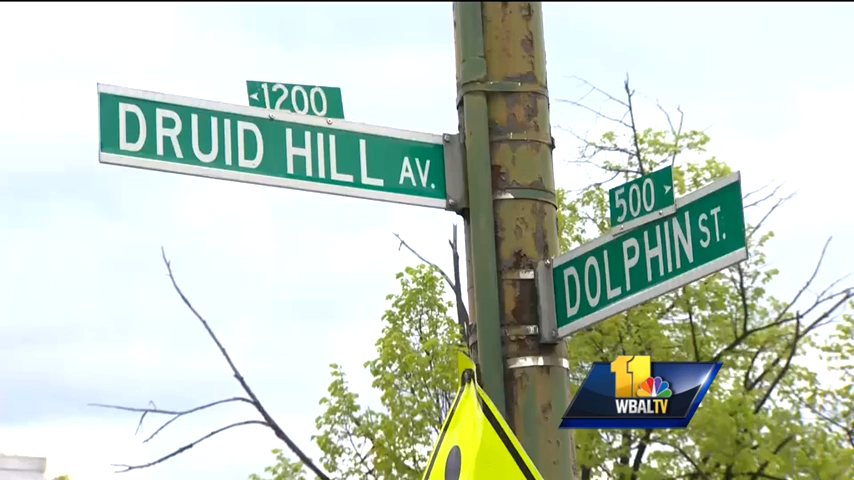 1200
DRUID HILL AV.
500
DOLPHIN ST.
11
WBALTV